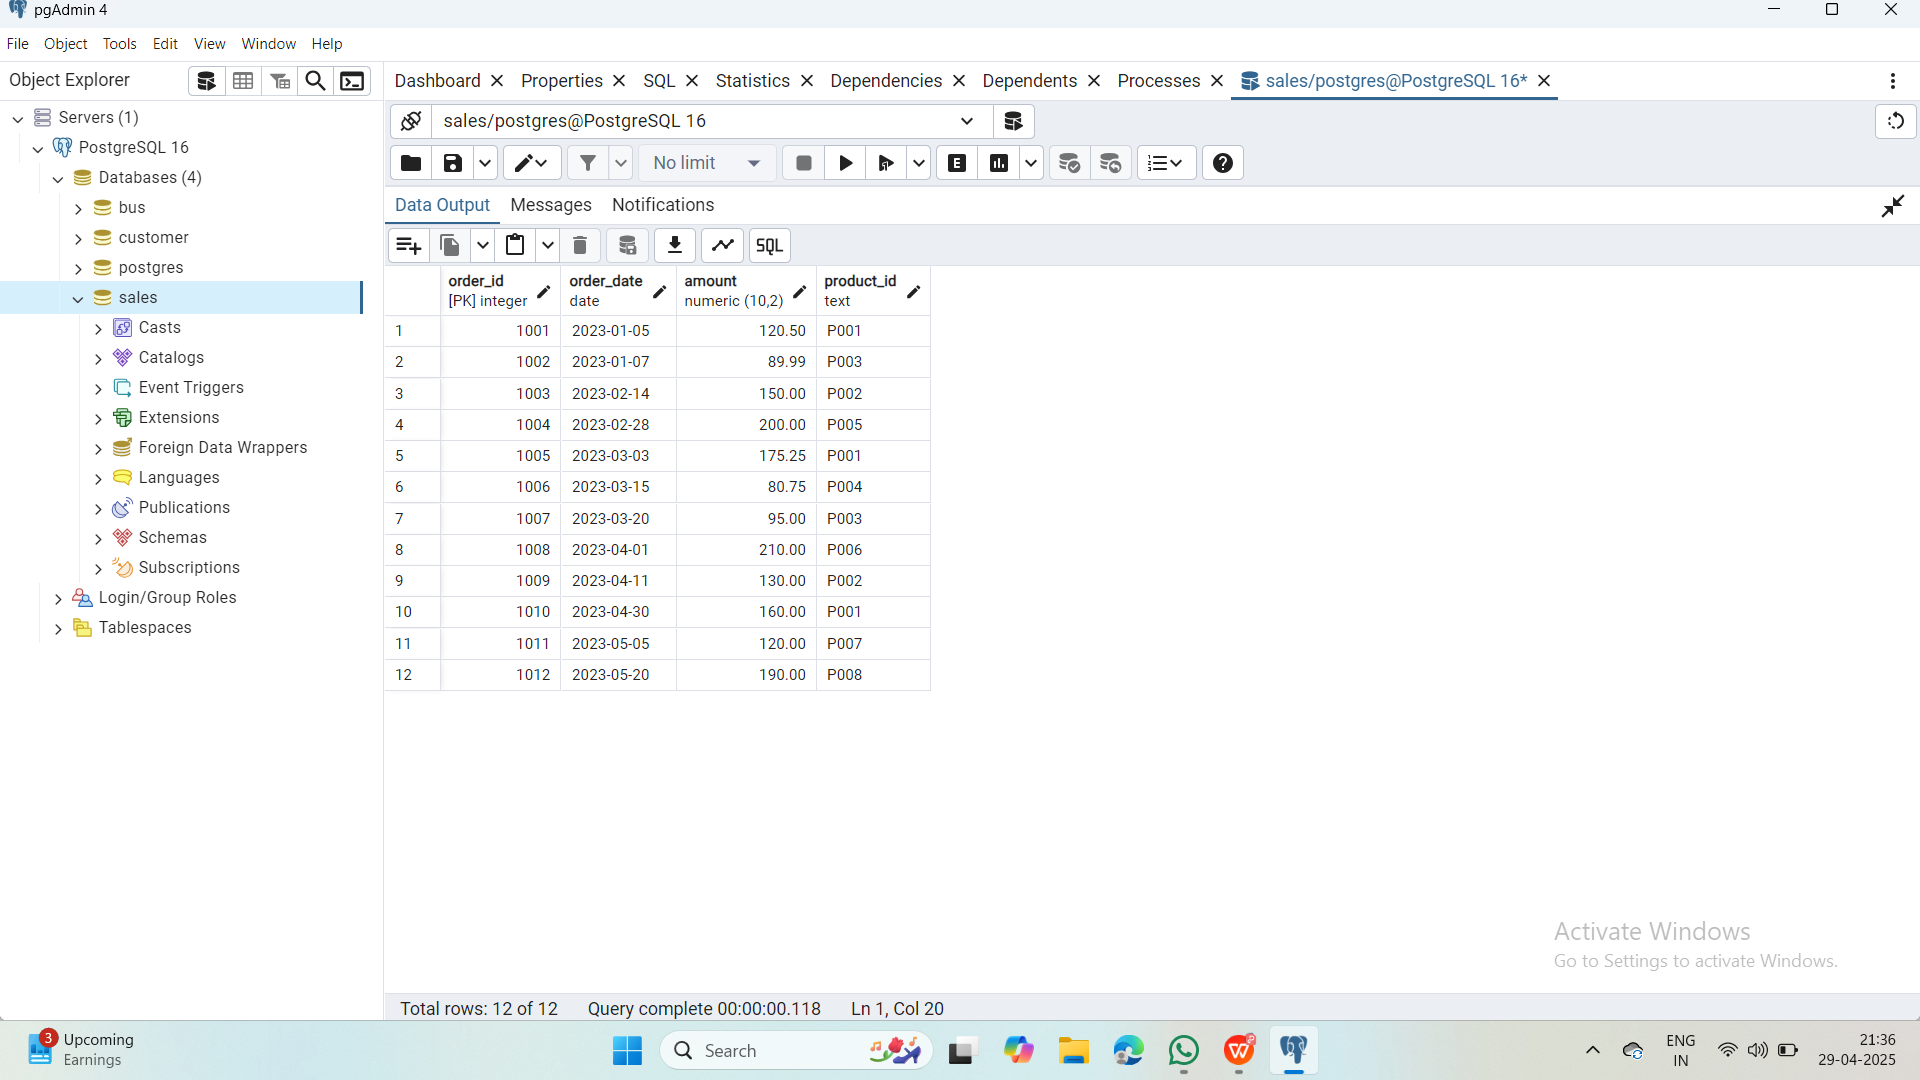 pgAdmin 4
File Object Tools Edit View Window Help
Object Explorer
Dashboard Properties SQL Statistics Dependencies Dependents Processes sales/postgres@PostgreSQL 16*
Servers (1)
PostgreSQL 16
Databases (4)
bus
customer
postgres
sales
Casts
Catalogs
Event Triggers
Extensions
Foreign Data Wrappers
Languages
Publications
Schemas
Subscriptions
Login/Group Roles
Tablespaces
sales/postgres@PostgreSQL 16
No limit
E
Data Output Messages Notifications
SQL
order_id order_date amount product_id
[PK] integer date numeric (10,2) text
1 1001 2023-01-05 120.50 P001
2 1002 2023-01-07 89.99 P003
3 1003 2023-02-14 150.00 P002
4 1004 2023-02-28 200.00 P005
5 1005 2023-03-03 175.25 P001
6 1006 2023-03-15 80.75 P004
7 1007 2023-03-20 95.00 P003
8 1008 2023-04-01 210.00 P006
9 1009 2023-04-11 130.00 P002
10 1010 2023-04-30 160.00 P001
11 1011 2023-05-05 120.00 P007
12 1012 2023-05-20 190.00 P008
Activate Windows
Go to Settings to activate Windows.
Total rows: 12 of 12 Query complete 00:00:00.118 Ln 1, Col 20
3 Upcoming
Earnings
Search
ENG
IN
21:36
29-04-2025